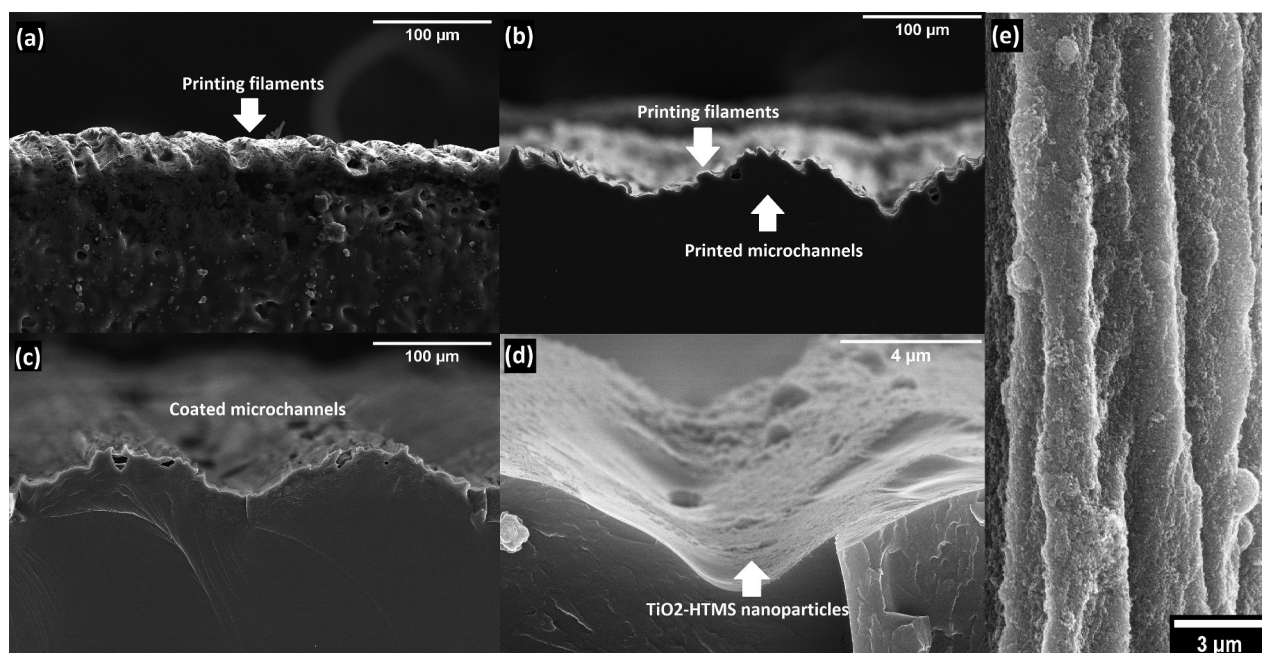 (a)
100 µm
Printing filaments
(b)
100 µm
Printing filaments
Printed microchannels
(c)
100 µm
Coated microchannels
(d)
4 µm
TiO2-HTMS nanoparticles
(e)
3 µm